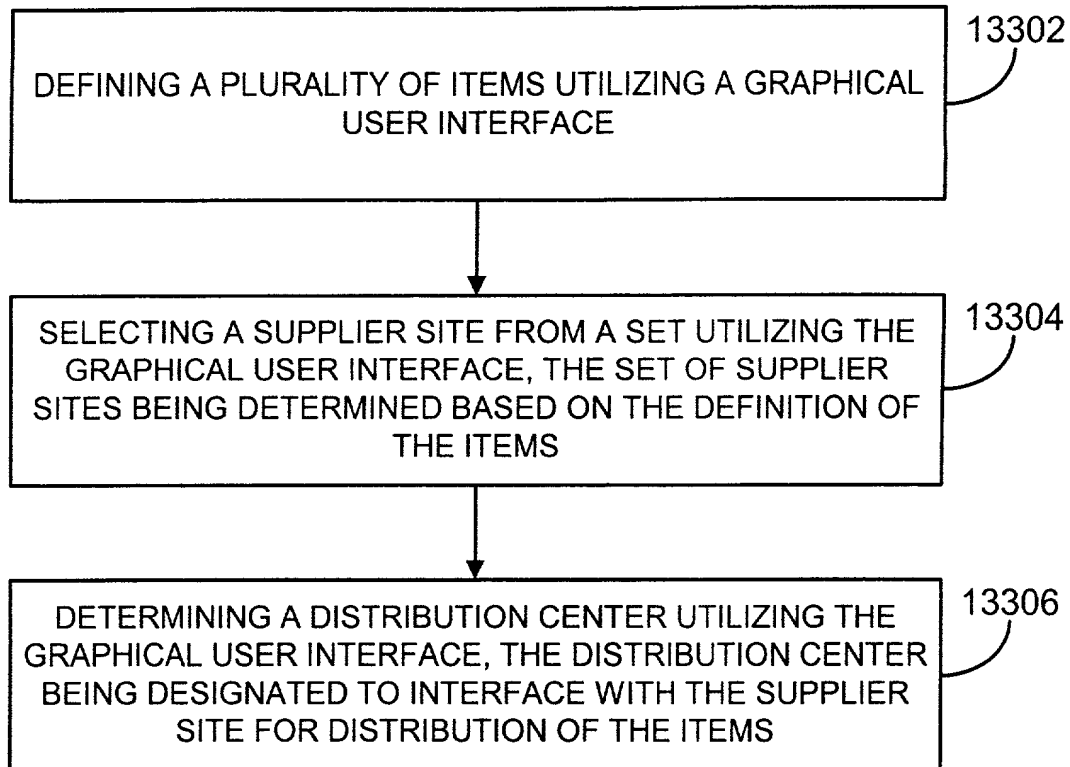 13302
DEFINING A PLURALITY OF ITEMS UTILIZING A GRAPHICAL
USER INTERFACE
13304
SELECTING A SUPPLIER SITE FROM A SET UTILIZING THE
GRAPHICAL USER INTERFACE, THE SET OF SUPPLIER
SITES BEING DETERMINED BASED ON THE DEFINITION OF
THE ITEMS
13306
DETERMINING A DISTRIBUTION CENTER UTILIZING THE
GRAPHICAL USER INTERFACE, THE DISTRIBUTION CENTER
BEING DESIGNATED TO INTERFACE WITH THE SUPPLIER
SITE FOR DISTRIBUTION OF THE ITEMS